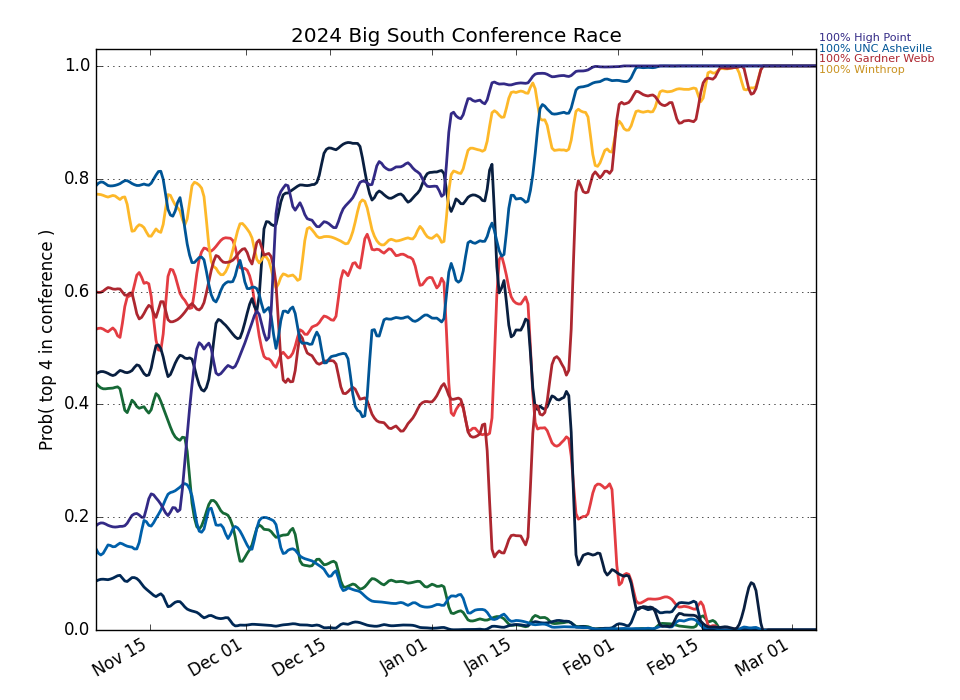 2024 Big South Conference Race
100% High Point
100% UNC Asheville
100% Gardner Webb
100% Winthrop
Prob( top 4 in conference )
1.0
0.8
0.6
0.4
0.2
0.0
Nov 15
Dec 01
Dec 15
Jan 01
Jan 15
Feb 01
Feb 15
Mar 01